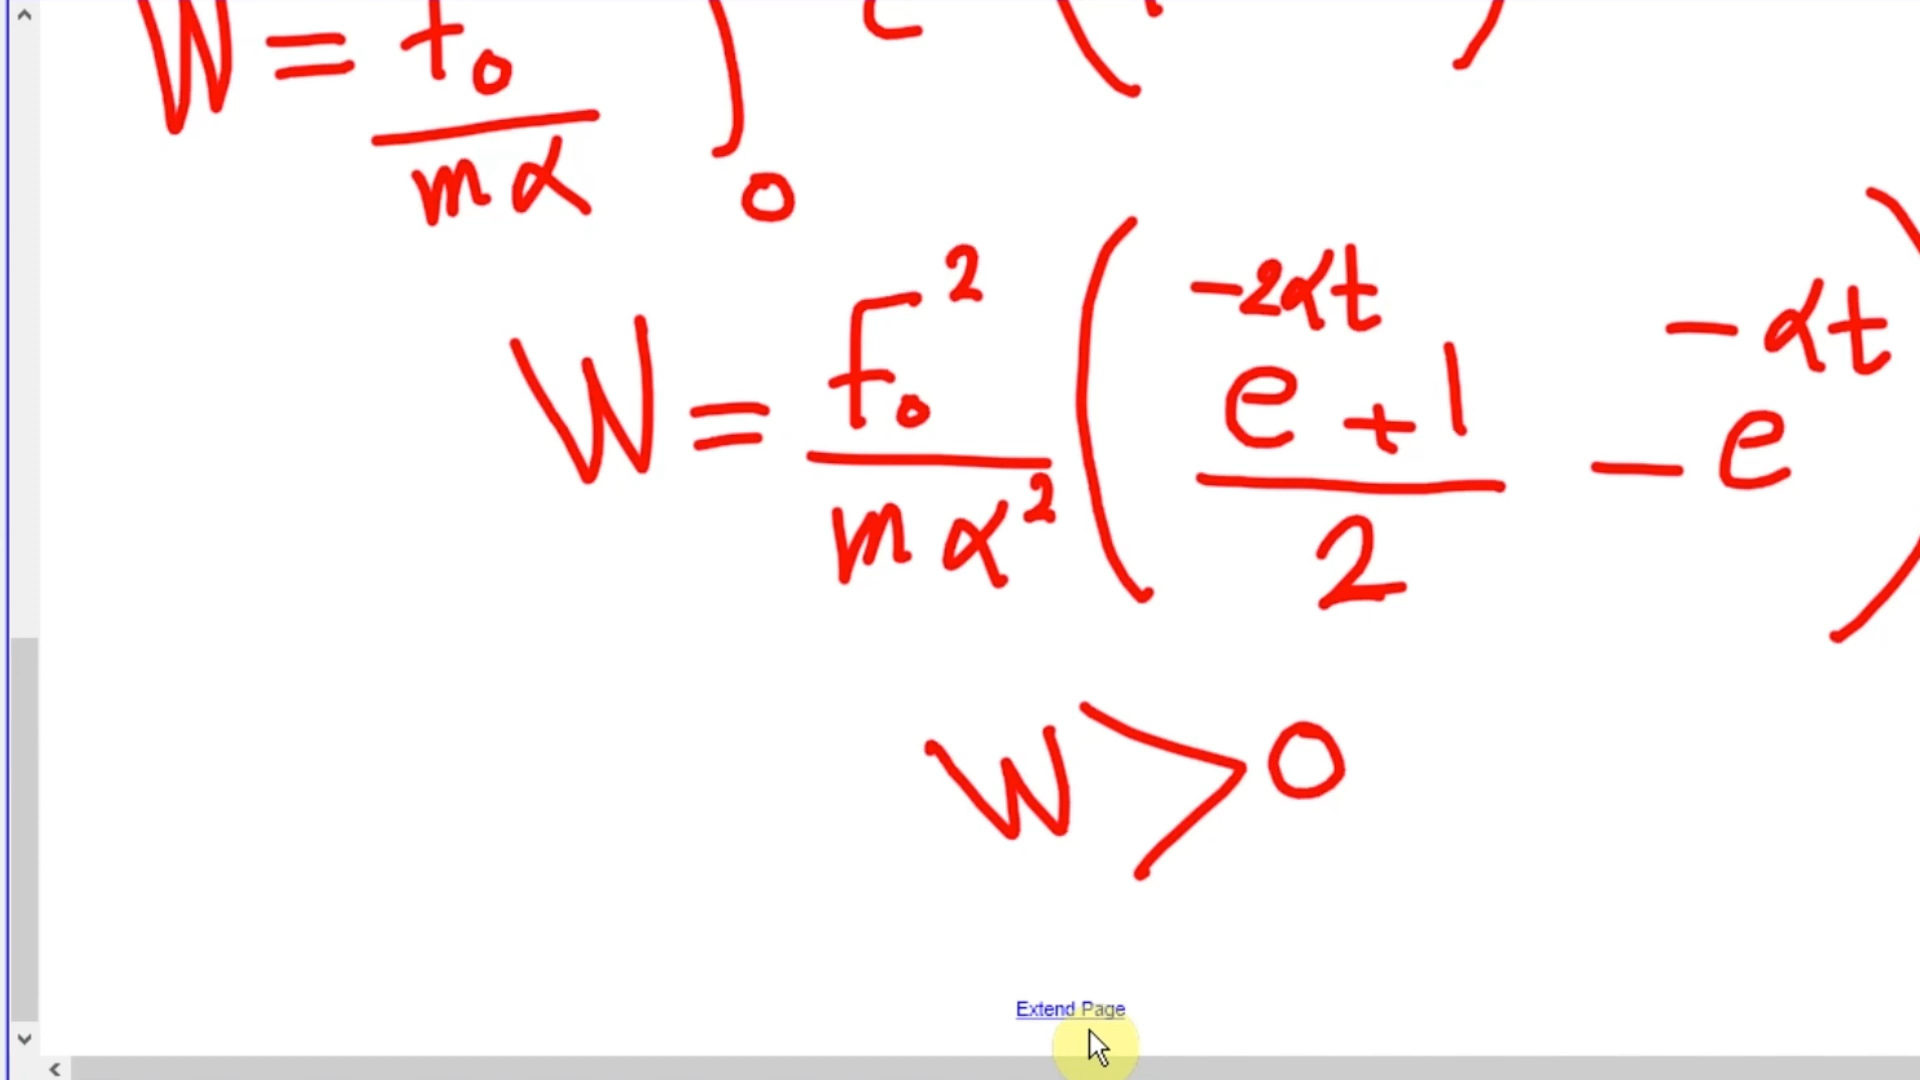 W = F₀ / mα ∫₀ e (
W = F₀² / mα² ( (e^(-2αt) + 1) / 2 - e^(-αt) )
W > 0
Extend Page